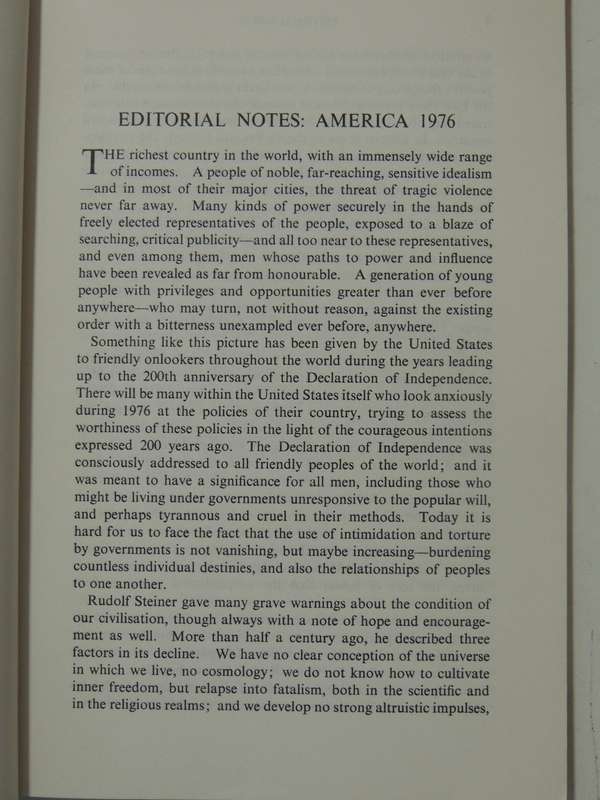 EDITORIAL NOTES: AMERICA 1976
THE richest country in the world, with an immensely wide range
of incomes. A people of noble, far-reaching, sensitive idealism
—and in most of their major cities, the threat of tragic violence
never far away. Many kinds of power securely in the hands of
freely elected representatives of the people, exposed to a blaze of
searching, critical publicity—and all too near to these representatives,
and even among them, men whose paths to power and influence
have been revealed as far from honourable. A generation of young
people with privileges and opportunities greater than ever before
anywhere—who may turn, not without reason, against the existing
order with a bitterness unexampled ever before, anywhere.
Something like this picture has been given by the United States
to friendly onlookers throughout the world during the years leading
up to the 200th anniversary of the Declaration of Independence.
There will be many within the United States itself who look anxiously
during 1976 at the policies of their country, trying to assess the
worthiness of these policies in the light of the courageous intentions
expressed 200 years ago. The Declaration of Independence was
consciously addressed to all friendly peoples of the world; and it
was meant to have a significance for all men, including those who
might be living under governments unresponsive to the popular will,
and perhaps tyrannous and cruel in their methods. Today it is
hard for us to face the fact that the use of intimidation and torture
by governments is not vanishing, but maybe increasing—burdening
countless individual destinies, and also the relationships of peoples
to one another.
Rudolf Steiner gave many grave warnings about the condition of
our civilisation, though always with a note of hope and encourage-
ment as well. More than half a century ago, he described three
factors in its decline. We have no clear conception of the universe
in which we live, no cosmology; we do not know how to cultivate
inner freedom, but relapse into fatalism, both in the scientific and
in the religious realms; and we develop no strong altruistic impulses,